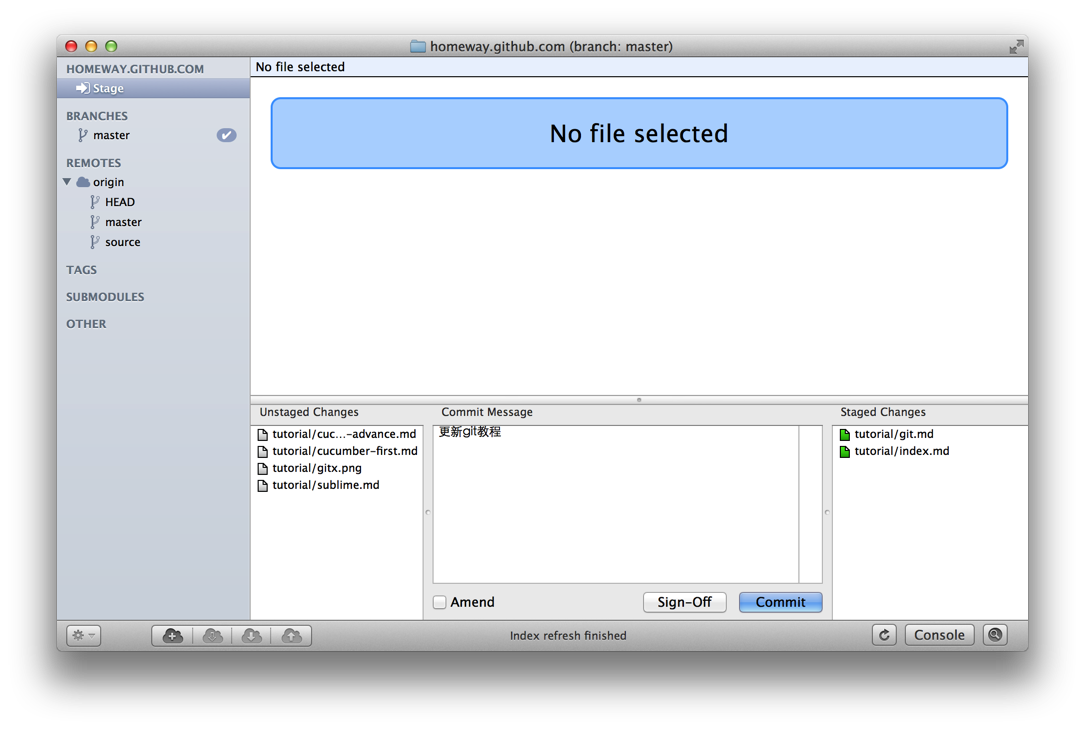 homeway.github.com (branch: master)
HOMEWAY.GITHUB.COM
Stage
BRANCHES
master
REMOTES
origin
HEAD
master
source
TAGS
SUBMODULES
OTHER
No file selected
No file selected
Unstaged Changes
tutorial/cuc...-advance.md
tutorial/cucumber-first.md
tutorial/gitx.png
tutorial/sublime.md
Commit Message
更新git教程
Amend
Sign-Off
Commit
Staged Changes
tutorial/git.md
tutorial/index.md
Index refresh finished
Console